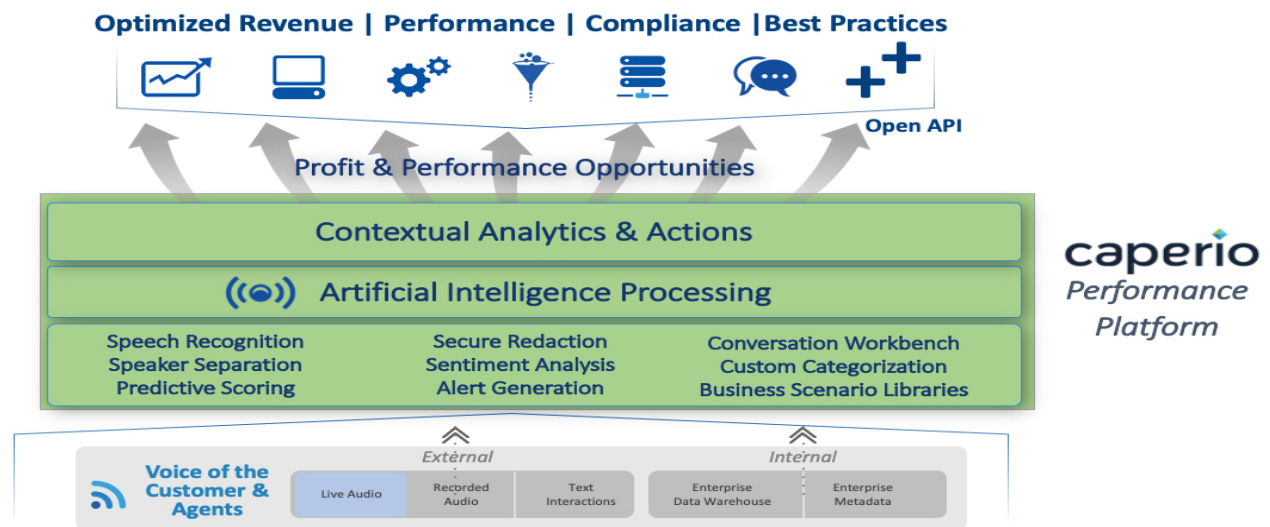 Optimized Revenue | Performance | Compliance |Best Practices
Open API
Profit & Performance Opportunities
Contextual Analytics & Actions
Artificial Intelligence Processing
Speech Recognition
Speaker Separation
Predictive Scoring
Secure Redaction
Sentiment Analysis
Alert Generation
Conversation Workbench
Custom Categorization
Business Scenario Libraries
caperio
Performance
Platform
Voice of the
Customer &
Agents
External
Live Audio
Recorded
Audio
Text
Interactions
Internal
Enterprise
Data Warehouse
Enterprise
Metadata